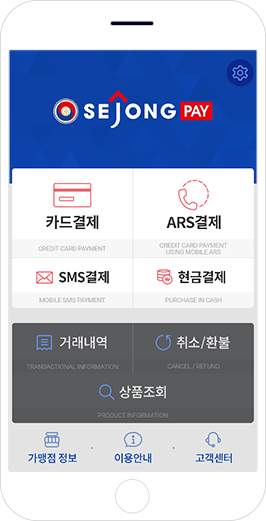 SEJONG PAY
카드결제
ARS결제
CREDIT CARD PAYMENT
CREDIT CARD PAYMENT
USING MOBILE ARS
SMS결제
현금결제
MOBILE SMS PAYMENT
PURCHASE IN CASH
거래내역
취소/환불
TRANSACTIONAL INFORMATION
CANCEL / REFUND
상품조회
PRODUCT INFORMATION
가맹점 정보
이용안내
고객센터